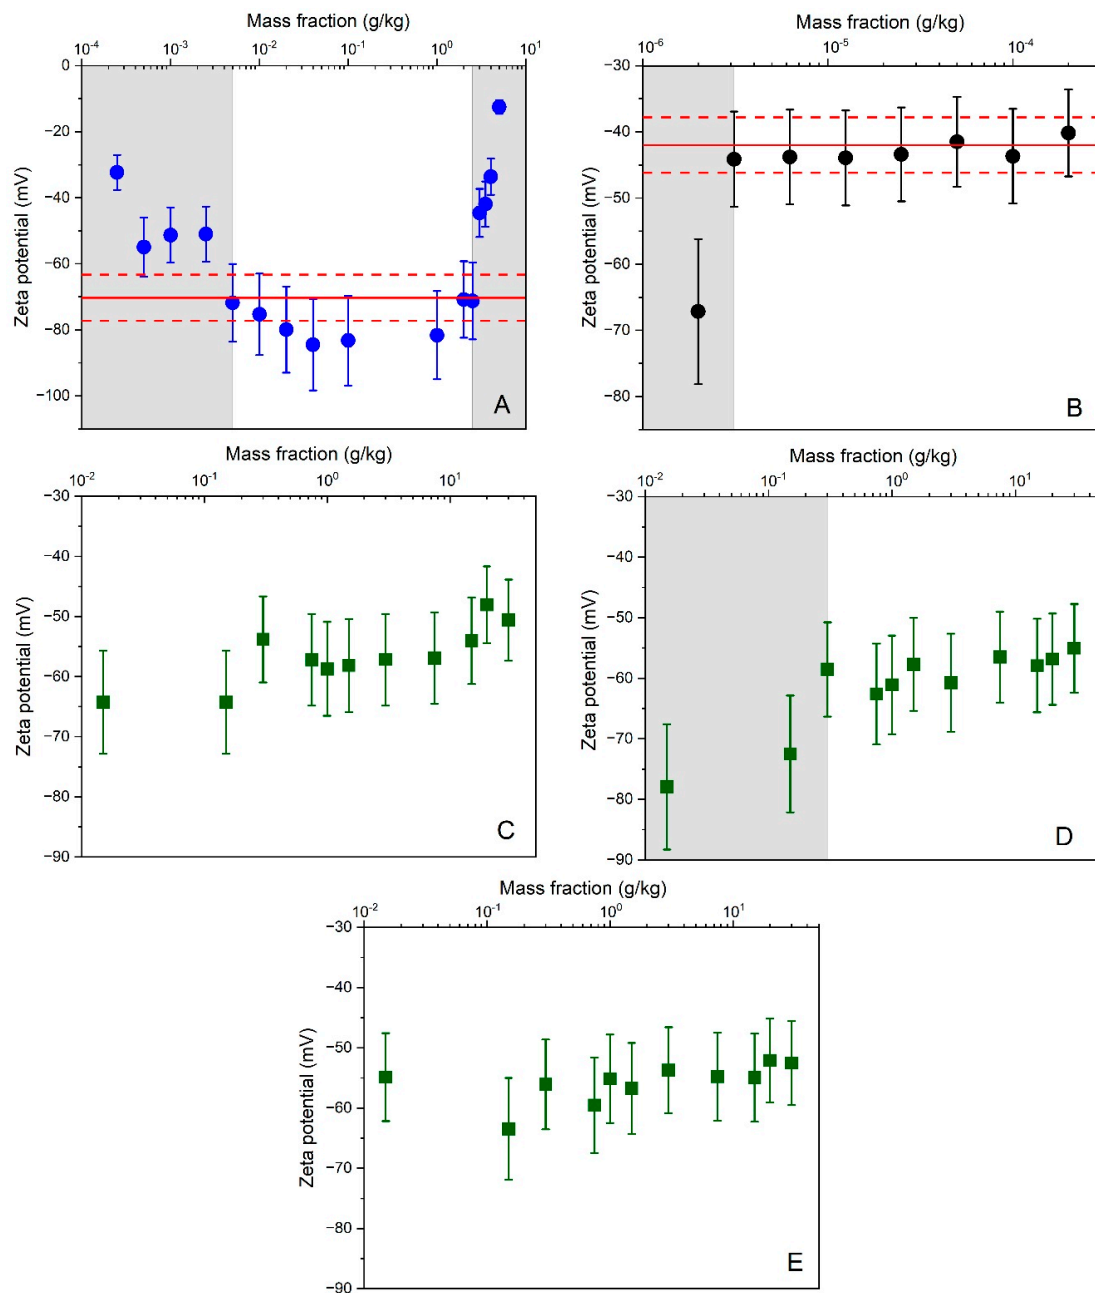 Mass fraction (g/kg)
10⁻⁴ 10⁻³ 10⁻² 10⁻¹ 10⁰ 10¹
0
−20
−40
−60
−80
−100
Zeta potential (mV)
A
Mass fraction (g/kg)
10⁻⁶ 10⁻⁵ 10⁻⁴
−30
−40
−50
−60
−70
−80
Zeta potential (mV)
B
Mass fraction (g/kg)
10⁻² 10⁻¹ 10⁰ 10¹
−30
−40
−50
−60
−70
−80
−90
Zeta potential (mV)
C
Mass fraction (g/kg)
10⁻² 10⁻¹ 10⁰ 10¹
−30
−40
−50
−60
−70
−80
−90
Zeta potential (mV)
D
Mass fraction (g/kg)
10⁻² 10⁻¹ 10⁰ 10¹
−30
−40
−50
−60
−70
−80
−90
Zeta potential (mV)
E